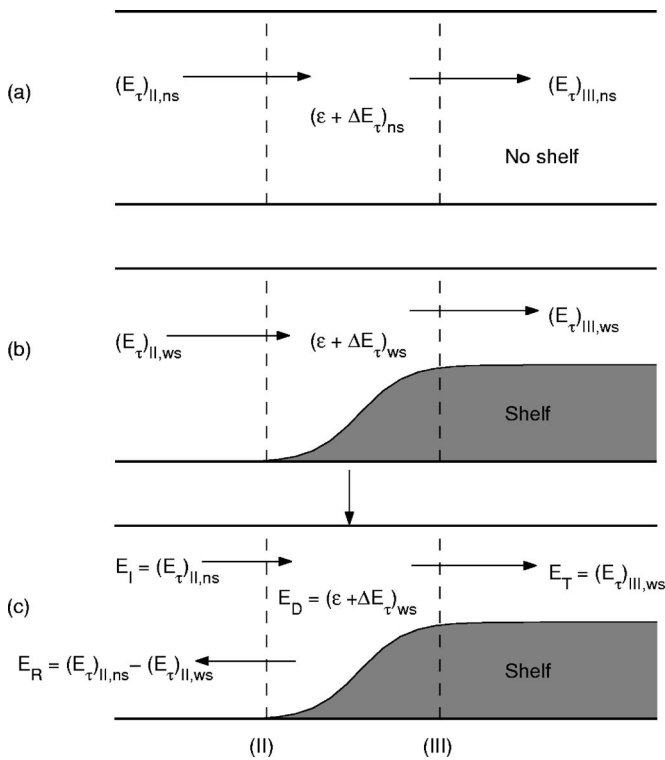 (a)
(E_τ)_II,ns
(ε + ΔE_τ)_ns
(E_τ)_III,ns
No shelf
(b)
(E_τ)_II,ws
(ε + ΔE_τ)_ws
(E_τ)_III,ws
Shelf
(c)
E_I = (E_τ)_II,ns
E_D = (ε +ΔE_τ)_ws
E_T = (E_τ)_III,ws
E_R = (E_τ)_II,ns – (E_τ)_II,ws
Shelf
(II)
(III)